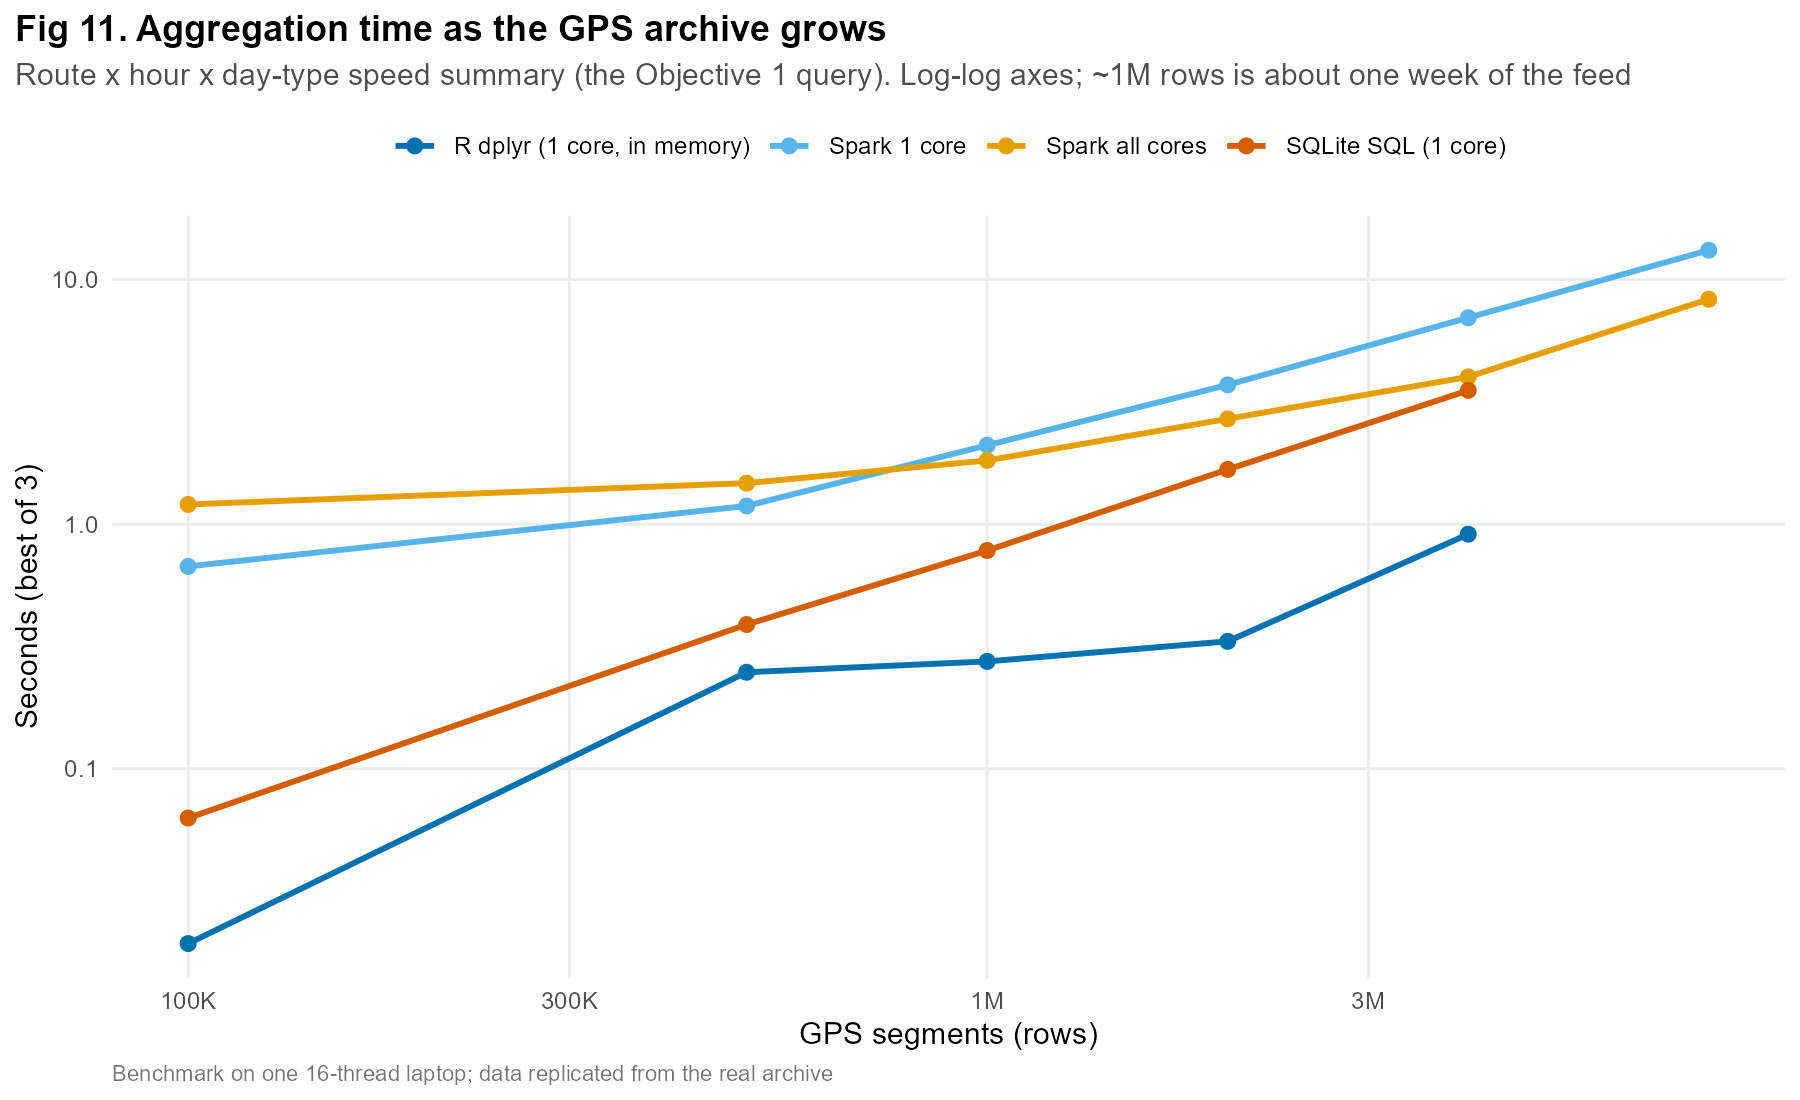 Fig 11. Aggregation time as the GPS archive grows
Route x hour x day-type speed summary (the Objective 1 query). Log-log axes; ~1M rows is about one week of the feed
R dplyr (1 core, in memory)
Spark 1 core
Spark all cores
SQLite SQL (1 core)
Seconds (best of 3)
10.0
1.0
0.1
100K
300K
1M
3M
GPS segments (rows)
Benchmark on one 16-thread laptop; data replicated from the real archive